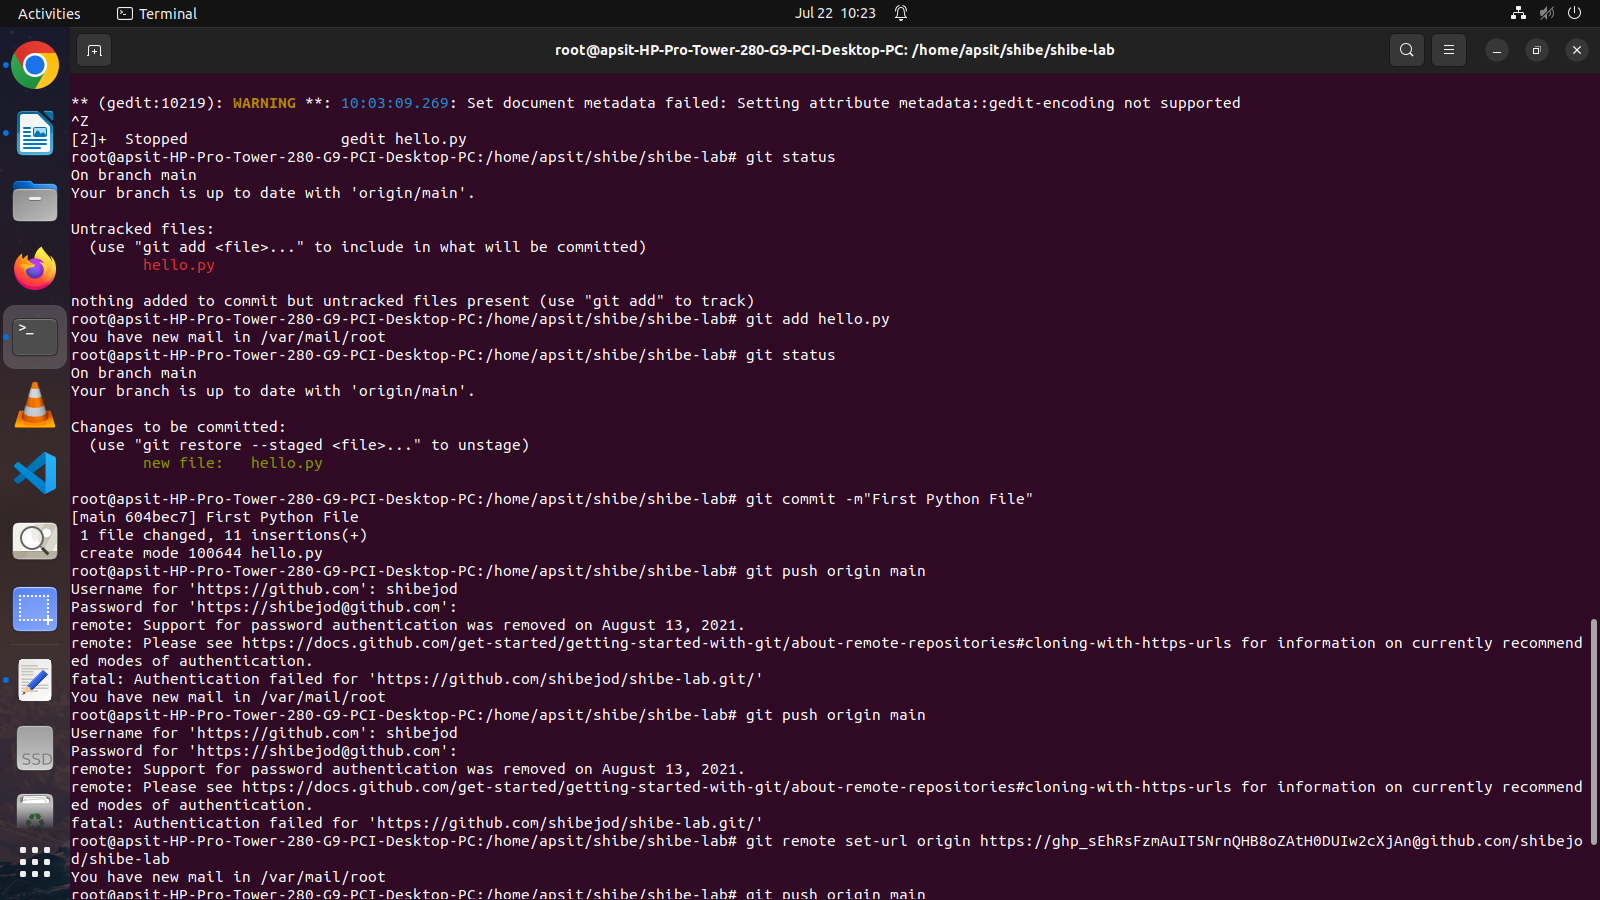 Activities
Terminal
Jul 22 10:23
root@apsit-HP-Pro-Tower-280-G9-PCI-Desktop-PC: /home/apsit/shibe/shibe-lab
** (gedit:10219): WARNING **: 10:03:09.269: Set document metadata failed: Setting attribute metadata::gedit-encoding not supported
^Z
[2]+  Stopped                 gedit hello.py
root@apsit-HP-Pro-Tower-280-G9-PCI-Desktop-PC:/home/apsit/shibe/shibe-lab# git status
On branch main
Your branch is up to date with 'origin/main'.
Untracked files:
  (use "git add <file>..." to include in what will be committed)
        hello.py
nothing added to commit but untracked files present (use "git add" to track)
root@apsit-HP-Pro-Tower-280-G9-PCI-Desktop-PC:/home/apsit/shibe/shibe-lab# git add hello.py
You have new mail in /var/mail/root
root@apsit-HP-Pro-Tower-280-G9-PCI-Desktop-PC:/home/apsit/shibe/shibe-lab# git status
On branch main
Your branch is up to date with 'origin/main'.
Changes to be committed:
  (use "git restore --staged <file>..." to unstage)
        new file:   hello.py
root@apsit-HP-Pro-Tower-280-G9-PCI-Desktop-PC:/home/apsit/shibe/shibe-lab# git commit -m"First Python File"
[main 604bec7] First Python File
 1 file changed, 11 insertions(+)
 create mode 100644 hello.py
root@apsit-HP-Pro-Tower-280-G9-PCI-Desktop-PC:/home/apsit/shibe/shibe-lab# git push origin main
Username for 'https://github.com': shibejod
Password for 'https://shibejod@github.com':
remote: Support for password authentication was removed on August 13, 2021.
remote: Please see https://docs.github.com/get-started/getting-started-with-git/about-remote-repositories#cloning-with-https-urls for information on currently recommend
ed modes of authentication.
fatal: Authentication failed for 'https://github.com/shibejod/shibe-lab.git/'
You have new mail in /var/mail/root
root@apsit-HP-Pro-Tower-280-G9-PCI-Desktop-PC:/home/apsit/shibe/shibe-lab# git push origin main
Username for 'https://github.com': shibejod
Password for 'https://shibejod@github.com':
remote: Support for password authentication was removed on August 13, 2021.
remote: Please see https://docs.github.com/get-started/getting-started-with-git/about-remote-repositories#cloning-with-https-urls for information on currently recommend
ed modes of authentication.
fatal: Authentication failed for 'https://github.com/shibejod/shibe-lab.git/'
root@apsit-HP-Pro-Tower-280-G9-PCI-Desktop-PC:/home/apsit/shibe/shibe-lab# git remote set-url origin https://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@github.com/shibejo
d/shibe-lab
You have new mail in /var/mail/root
root@apsit-HP-Pro-Tower-280-G9-PCI-Desktop-PC:/home/apsit/shibe/shibe-lab# git push origin main
SSD